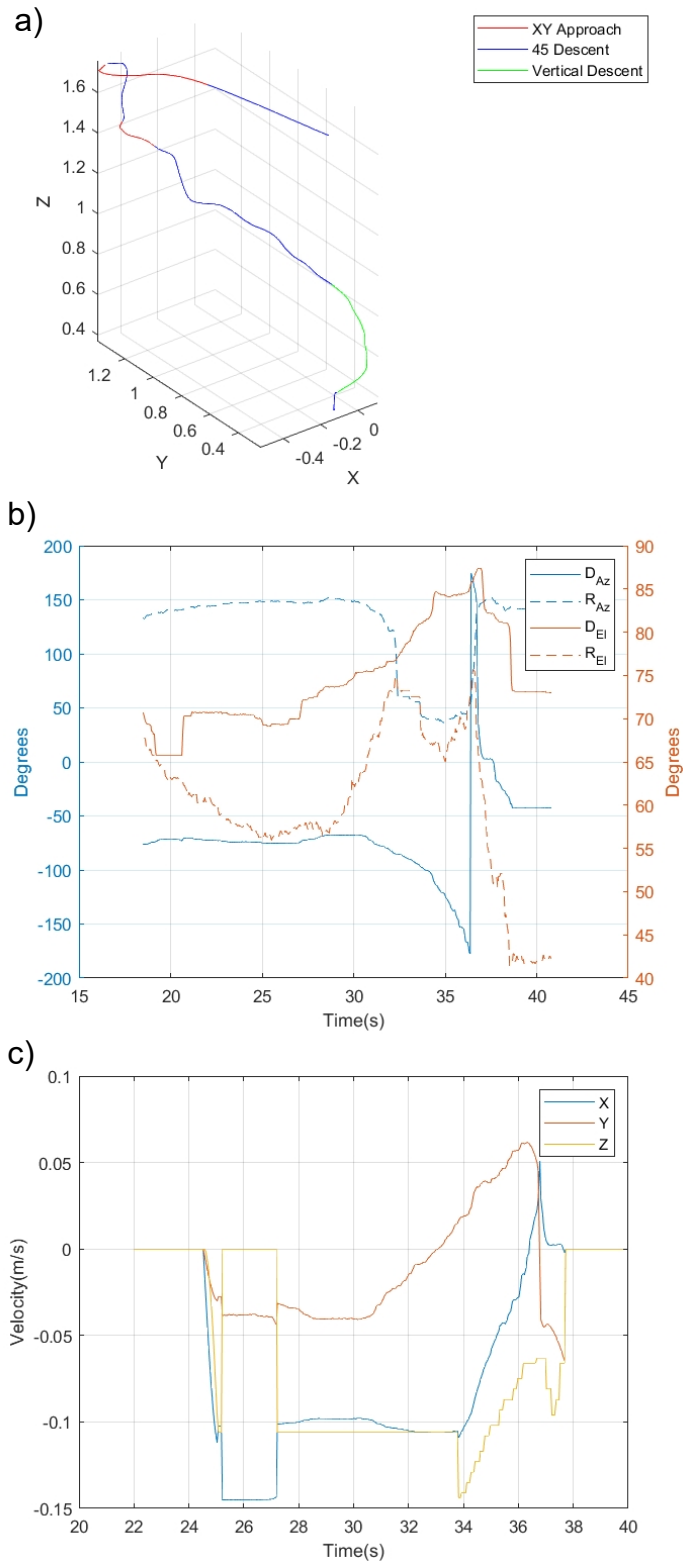 a)
XY Approach
45 Descent
Vertical Descent
1.6
1.4
1.2
1
0.8
0.6
0.4
Z
1.2
1
0.8
0.6
0.4
Y
-0.4
-0.2
0
X
b)
200
150
100
50
0
-50
-100
-150
-200
Degrees
90
85
80
75
70
65
60
55
50
45
40
Degrees
D_Az
R_Az
D_El
R_El
15 20 25 30 35 40 45
Time(s)
c)
0.1
0.05
0
-0.05
-0.1
-0.15
Velocity(m/s)
X
Y
Z
20 22 24 26 28 30 32 34 36 38 40
Time(s)